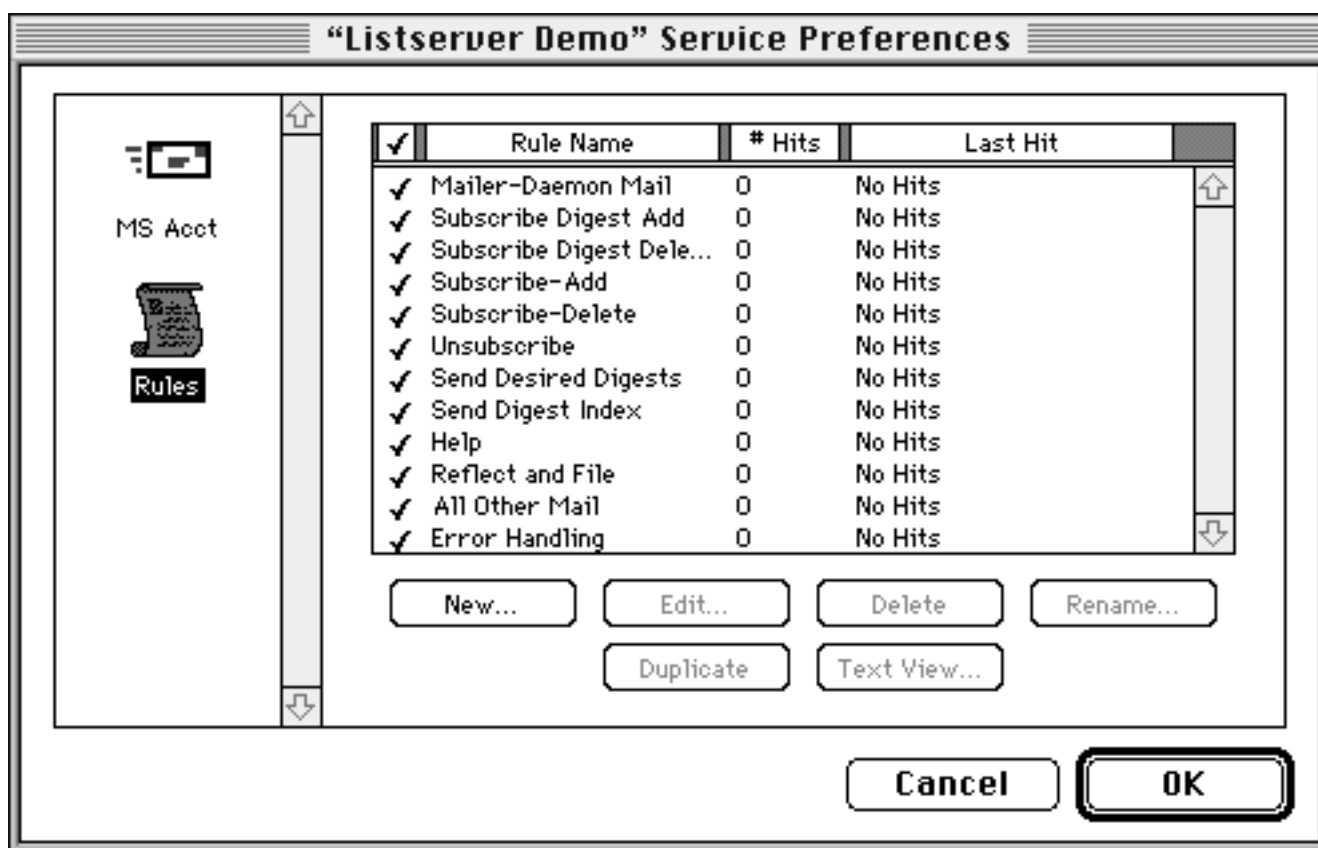 “Listserver Demo” Service Preferences
MS Acct
Rules
✓ Rule Name # Hits Last Hit
✓ Mailer-Daemon Mail 0 No Hits
✓ Subscribe Digest Add 0 No Hits
✓ Subscribe Digest Dele... 0 No Hits
✓ Subscribe-Add 0 No Hits
✓ Subscribe-Delete 0 No Hits
✓ Unsubscribe 0 No Hits
✓ Send Desired Digests 0 No Hits
✓ Send Digest Index 0 No Hits
✓ Help 0 No Hits
✓ Reflect and File 0 No Hits
✓ All Other Mail 0 No Hits
✓ Error Handling 0 No Hits
New... Edit... Delete Rename...
Duplicate Text View...
Cancel OK